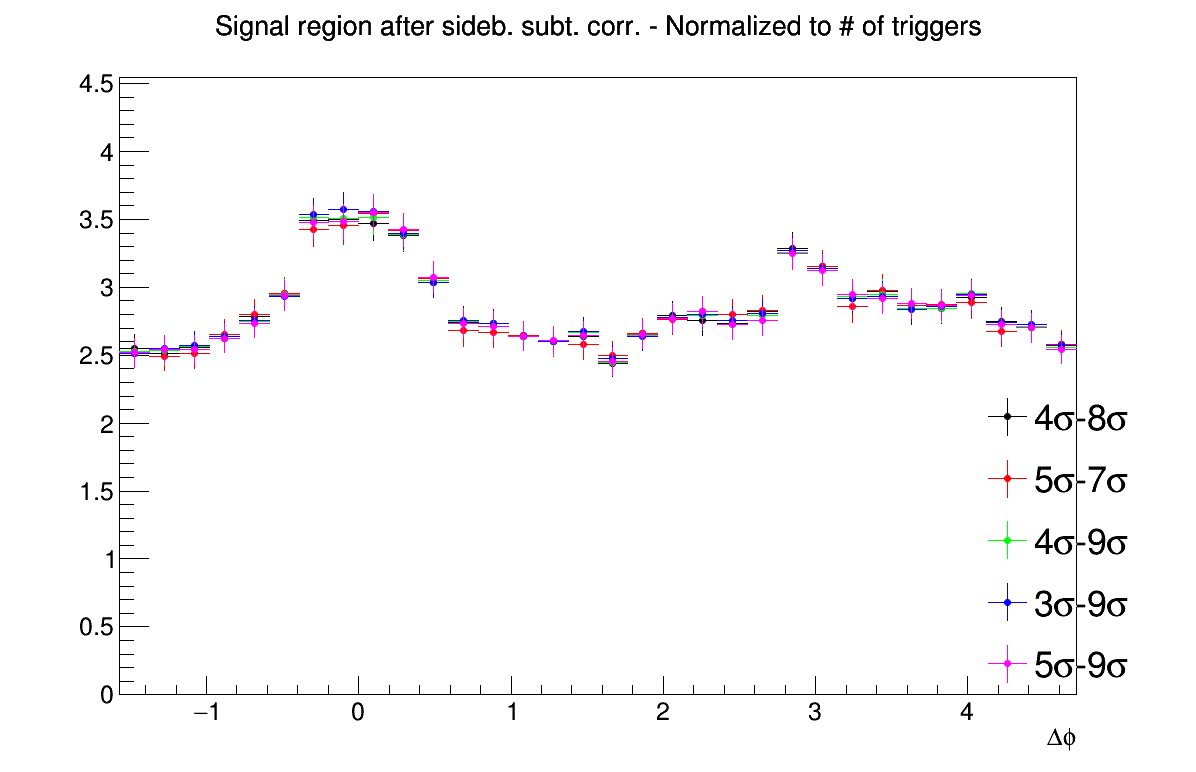 Signal region after sideb. subt. corr. - Normalized to # of triggers
4.5
4
3.5
3
2.5
2
1.5
1
0.5
0
4σ-8σ
5σ-7σ
4σ-9σ
3σ-9σ
5σ-9σ
−1 0 1 2 3 4
Δϕ